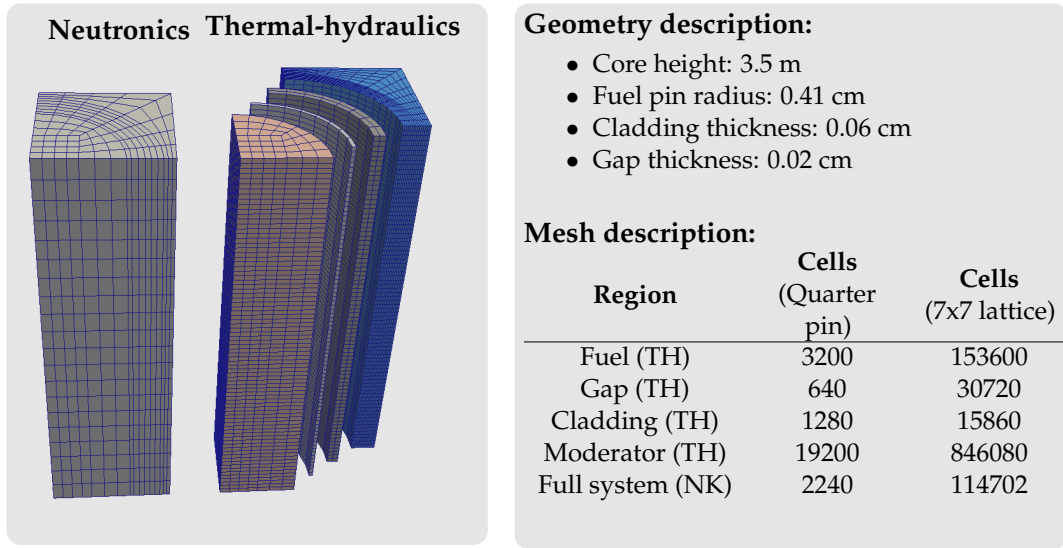 Neutronics
Thermal-hydraulics
Geometry description:
• Core height: 3.5 m
• Fuel pin radius: 0.41 cm
• Cladding thickness: 0.06 cm
• Gap thickness: 0.02 cm
Mesh description:
Region Cells (Quarter pin) Cells (7x7 lattice)
Fuel (TH) 3200 153600
Gap (TH) 640 30720
Cladding (TH) 1280 15860
Moderator (TH) 19200 846080
Full system (NK) 2240 114702